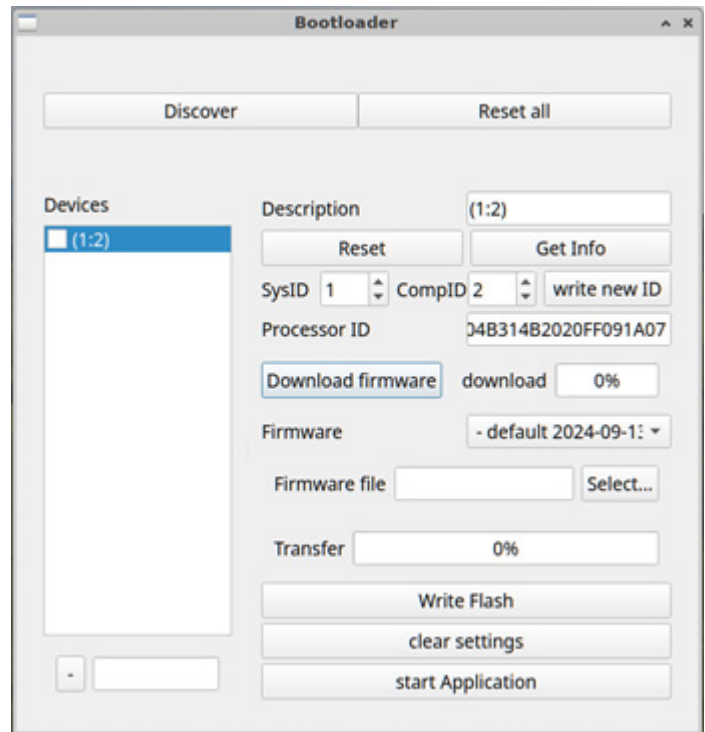 Bootloader
Discover
Reset all
Devices
(1:2)
Description
(1:2)
Reset
Get Info
SysID 1 CompID 2 write new ID
Processor ID
04B314B2020FF091A07
Download firmware download 0%
Firmware
- default 2024-09-13
Firmware file
Select...
Transfer
0%
Write Flash
clear settings
start Application
-